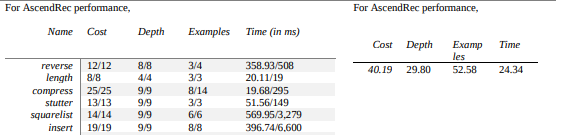 For AscendRec performance,
Name Cost Depth Examples Time (in ms)
reverse 12/12 8/8 3/4 358.93/508
length 8/8 4/4 3/3 20.11/19
compress 25/25 9/9 8/14 19.68/295
stutter 13/13 9/9 3/3 51.56/149
squarelist 14/14 9/9 6/6 569.95/3,279
insert 19/19 9/9 8/8 396.74/6,600
For AscendRec performance,
Cost Depth Examp Time
les
40.19 29.80 52.58 24.34